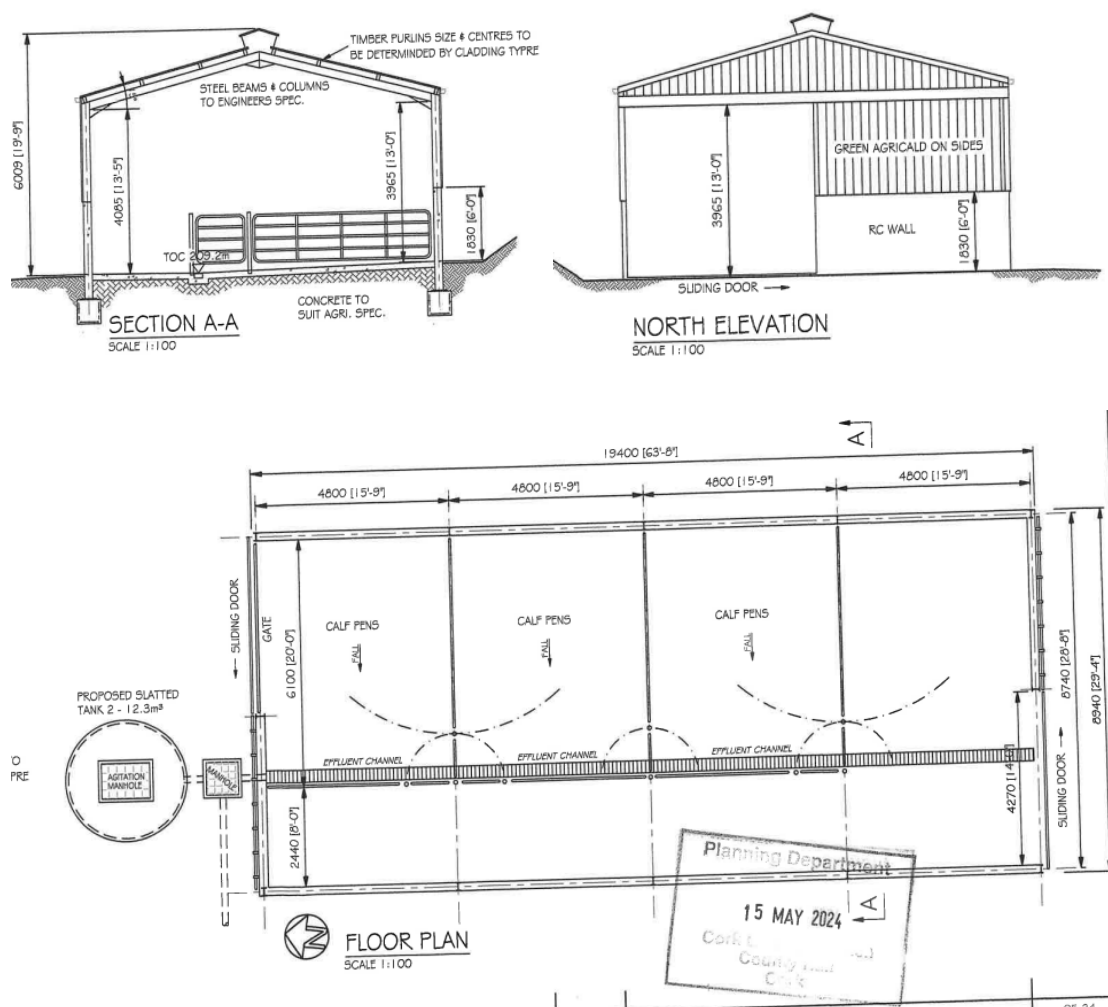 TIMBER PURLINS SIZE & CENTRES TO
BE DETERMINDED BY CLADDING TYPRE
STEEL BEAMS & COLUMNS
TO ENGINEERS SPEC.
6009 [19'-9"]
4085 [13'-5"]
3965 [13'-0"]
1830 [6'-0"]
TOC 209.2m
CONCRETE TO
SUIT AGRI. SPEC.
SECTION A-A
SCALE 1:100
GREEN AGRICALD ON SIDES
3965 [13'-0"]
RC WALL
1830 [6'-0"]
SLIDING DOOR
NORTH ELEVATION
SCALE 1:100
A
19400 [63'-8"]
4800 [15'-9"]
4800 [15'-9"]
4800 [15'-9"]
4800 [15'-9"]
SLIDING DOOR
GATE
6100 [20'-0"]
CALF PENS
FALL
CALF PENS
FALL
CALF PENS
FALL
8740 [28'-8"]
8940 [29'-4"]
PROPOSED SLATTED
TANK 2 - 12.3m³
AGITATION
MANHOLE
MANHOLE
EFFLUENT CHANNEL
EFFLUENT CHANNEL
EFFLUENT CHANNEL
4270 [14'-0"]
SLIDING DOOR
2440 [8'-0"]
O
PRE
Planning Department
15 MAY 2024
Cork
County
Cork
A
N
FLOOR PLAN
SCALE 1:100